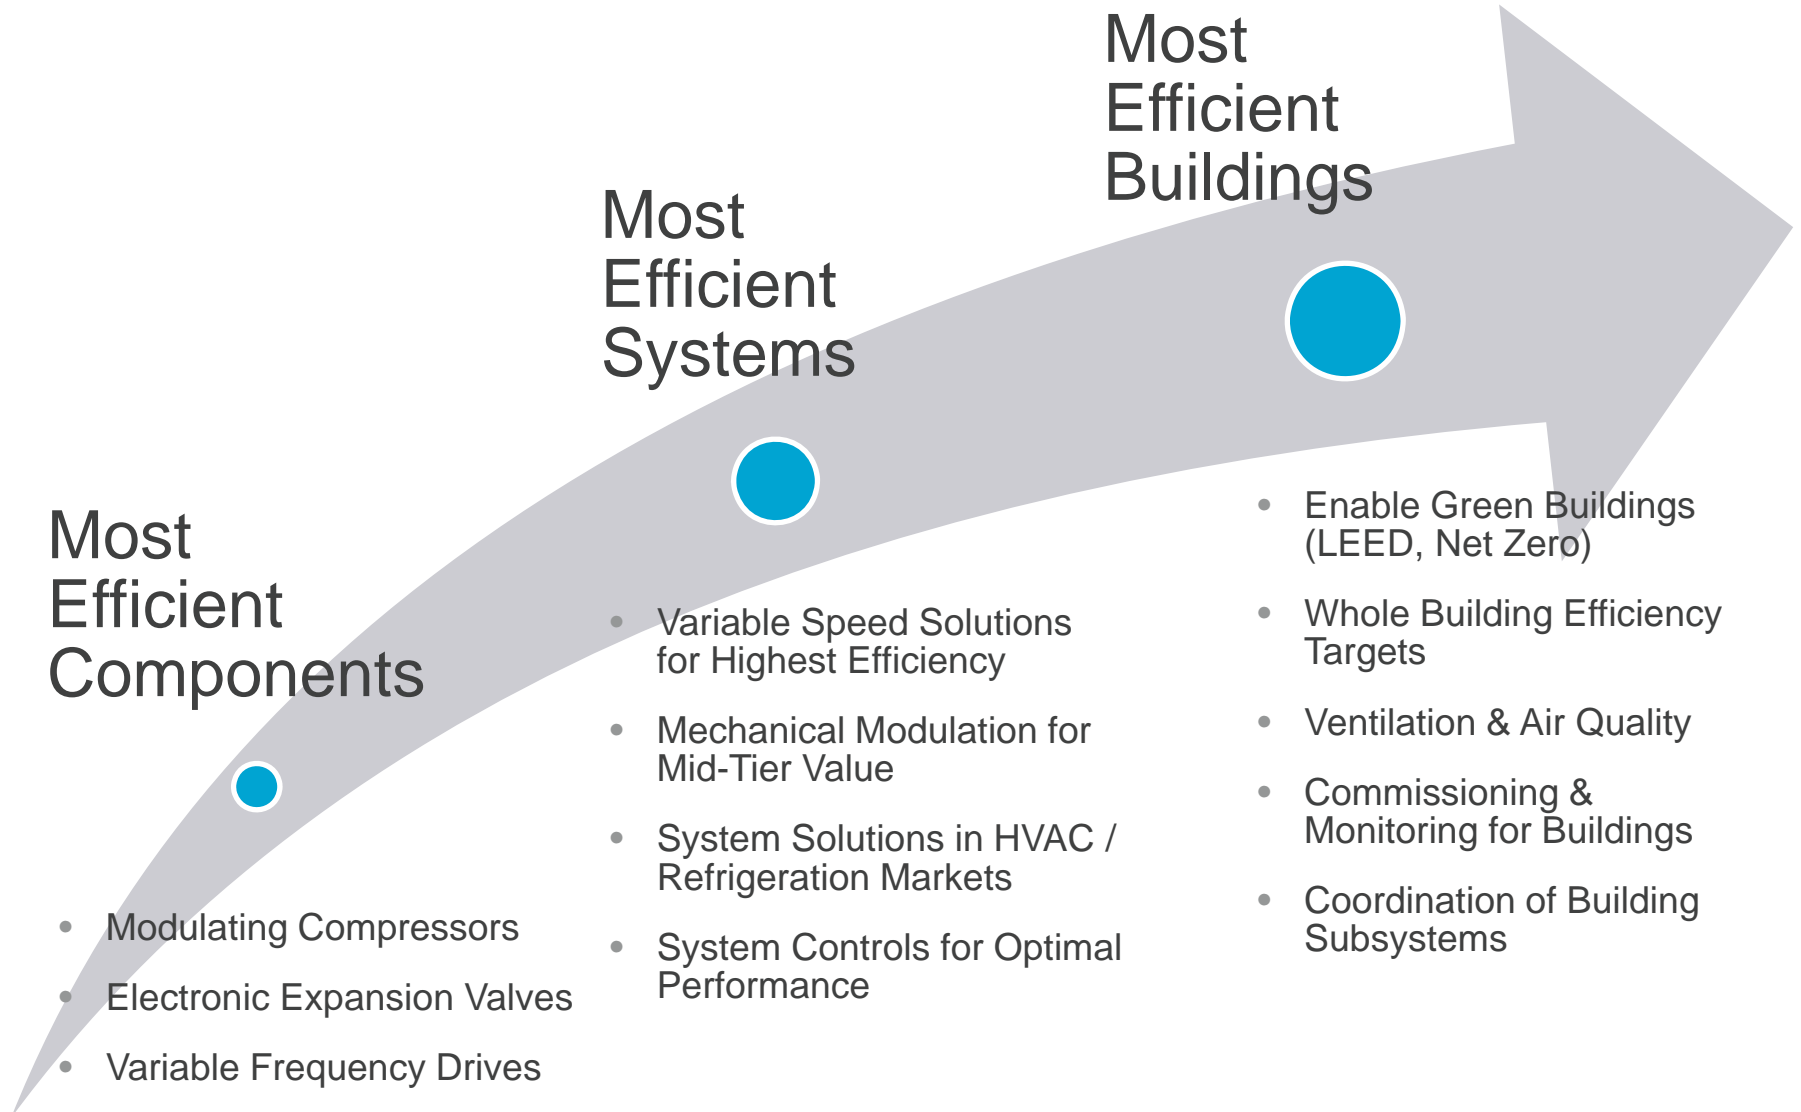 Most
Efficient
Components
• Modulating Compressors
• Electronic Expansion Valves
• Variable Frequency Drives
Most
Efficient
Systems
• Variable Speed Solutions
for Highest Efficiency
• Mechanical Modulation for
Mid-Tier Value
• System Solutions in HVAC /
Refrigeration Markets
• System Controls for Optimal
Performance
Most
Efficient
Buildings
• Enable Green Buildings
(LEED, Net Zero)
• Whole Building Efficiency
Targets
• Ventilation & Air Quality
• Commissioning &
Monitoring for Buildings
• Coordination of Building
Subsystems